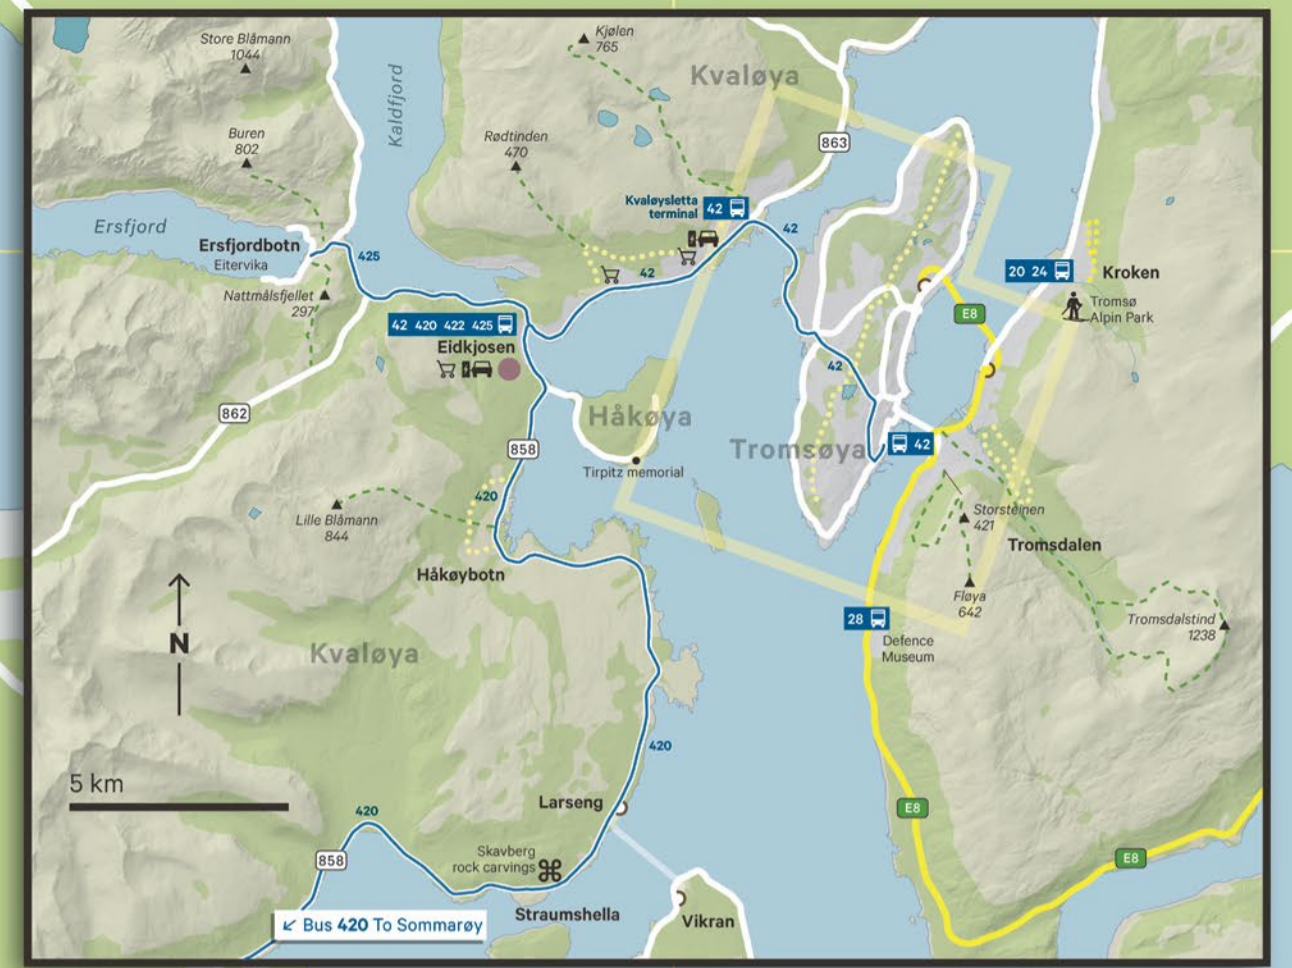 Store Blåmann
1044
Kaldfjord
Kjølen
765
Kvaløya
Buren
802
Rødtinden
470
863
Ersfjord
Ersfjordbotn
Eitervika
425
Kvaløysletta
terminal
42
42
42
Nattmålsfjellet
297
42 420 422 425
Eidkjosen
20 24
Kroken
Tromsø
Alpin Park
E8
862
858
Håkøya
Tirpitz memorial
42
Tromsøya
42
420
Lille Blåmann
844
Håkøybotn
Storsteinen
421
Tromsdalen
Fløya
642
Tromsdalstind
1238
28
Defence
Museum
N
Kvaløya
5 km
420
420
Larseng
E8
E8
858
Skavberg
rock carvings
Straumshella
Vikran
↙ Bus 420 To Sommarøy